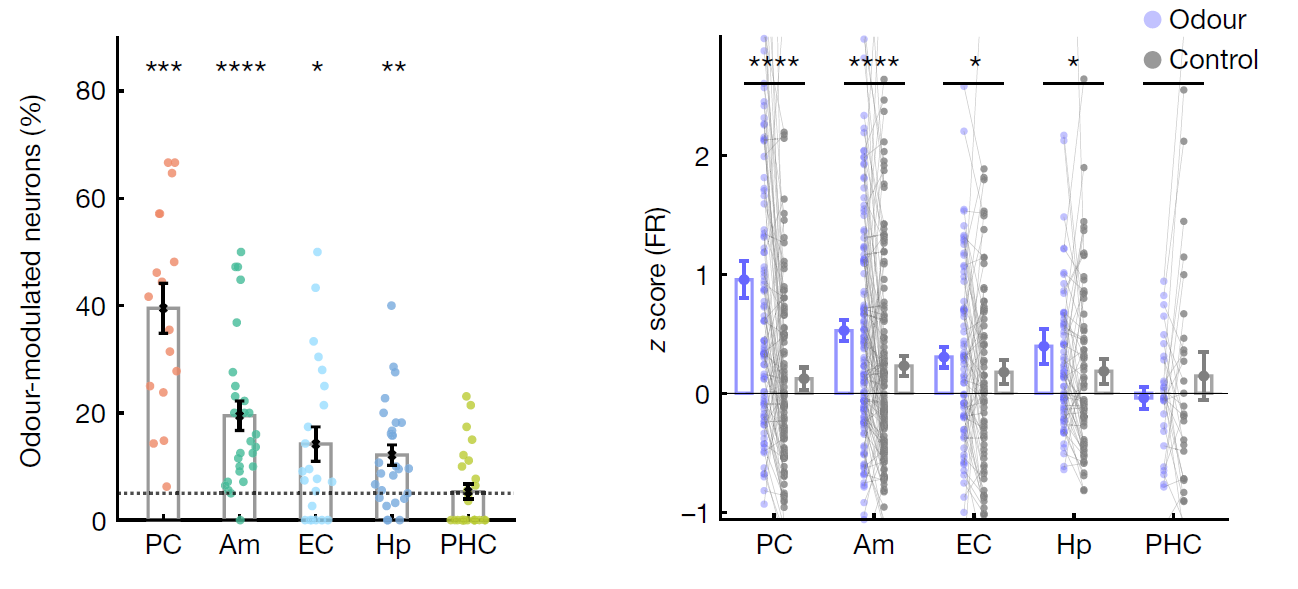 Odour-modulated neurons (%)
80
60
40
20
0
*** **** * **
PC Am EC Hp PHC
Odour
Control
z score (FR)
2
1
0
−1
**** **** * *
PC Am EC Hp PHC